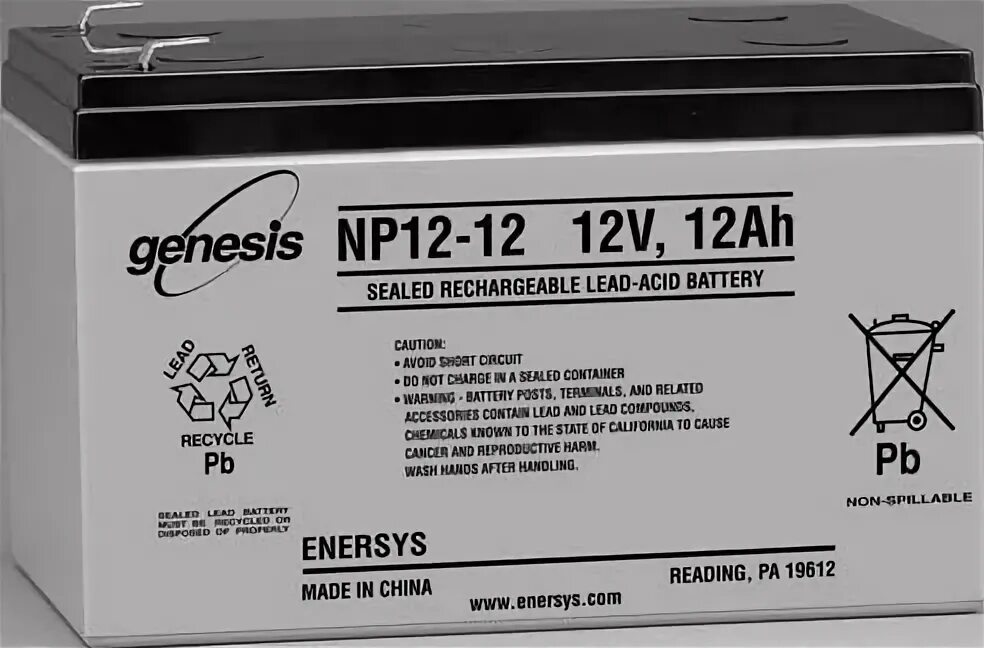 genesis
NP12-12 12V, 12Ah
SEALED RECHARGEABLE LEAD-ACID BATTERY
CAUTION:
• AVOID SHORT CIRCUIT
• DO NOT CHARGE IN A SEALED CONTAINER
• WARNING - BATTERY POSTS, TERMINALS, AND RELATED
ACCESSORIES CONTAIN LEAD AND LEAD COMPOUNDS,
CHEMICALS KNOWN TO THE STATE OF CALIFORNIA TO CAUSE
CANCER AND REPRODUCTIVE HARM.
WASH HANDS AFTER HANDLING.
LEAD
RETURN
RECYCLE
Pb
SEALED LEAD BATTERY
MUST BE RECYCLED OR
DISPOSED OF PROPERLY
Pb
NON-SPILLABLE
ENERSYS
MADE IN CHINA
www.enersys.com
READING, PA 19612